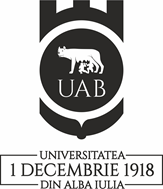 UAB
UNIVERSITATEA
1 DECEMBRIE 1918
DIN ALBA IULIA